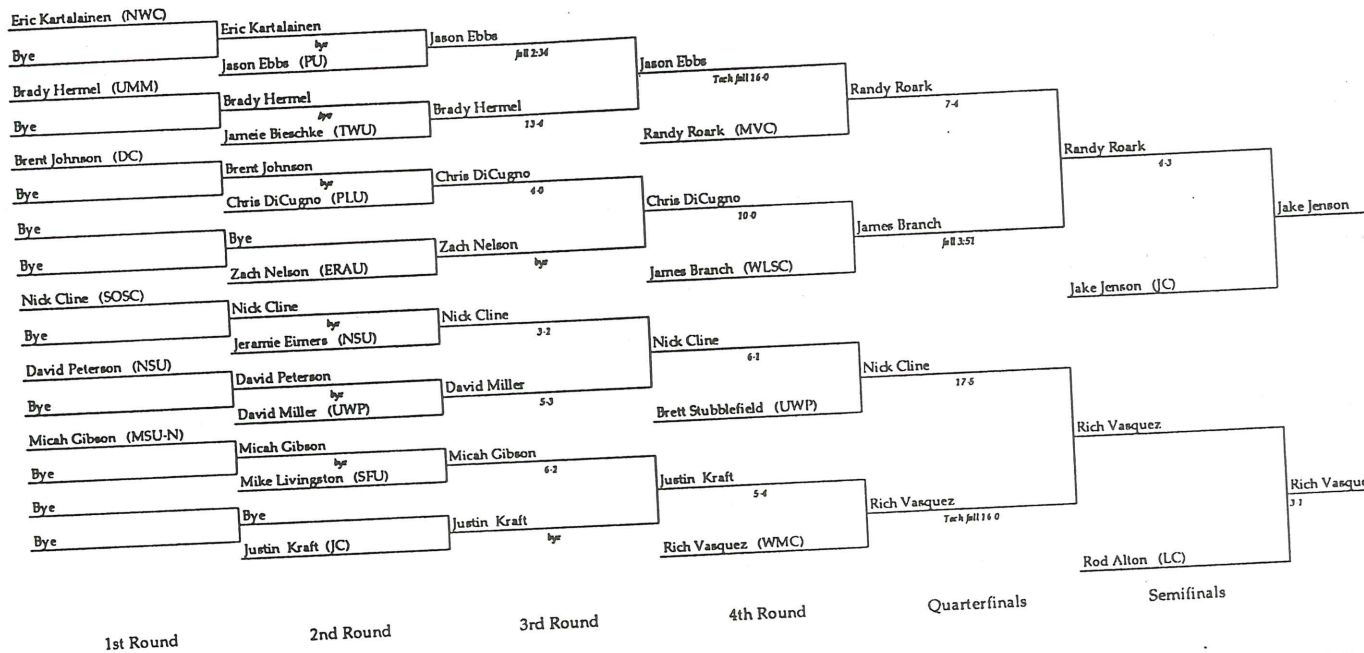 Eric Kartalainen (NWC)
Bye
Brady Hermel (UMM)
Bye
Brent Johnson (DC)
Bye
Bye
Bye
Nick Cline (SOSC)
Bye
David Peterson (NSU)
Bye
Micah Gibson (MSU-N)
Bye
Bye
Bye
1st Round
Eric Kartalainen
bye
Jason Ebbs (PU)
Brady Hermel
bye
Jameie Bieschke (TWU)
Brent Johnson
bye
Chris DiCugno (PLU)
Bye
Zach Nelson (ERAU)
Nick Cline
bye
Jeramie Eimers (NSU)
David Peterson
bye
David Miller (UWP)
Micah Gibson
bye
Mike Livingston (SFU)
Bye
Justin Kraft (JC)
2nd Round
Jason Ebbs
fall 2:34
Brady Hermel
13-4
Chris DiCugno
4-0
Zach Nelson
bye
Nick Cline
3-2
David Miller
5-3
Micah Gibson
6-2
Justin Kraft
bye
3rd Round
Jason Ebbs
Tech fall 16-0
Randy Roark (MVC)
Chris DiCugno
10-0
James Branch (WLSC)
Nick Cline
6-1
Brett Stubblefield (UWP)
Justin Kraft
5-4
Rich Vasquez (WMC)
4th Round
Randy Roark
7-4
James Branch
fall 3:51
Nick Cline
17-5
Rich Vasquez
Tech fall 16-0
Quarterfinals
Randy Roark
4-3
Jake Jenson (JC)
Rich Vasquez
Rod Alton (LC)
Semifinals
Jake Jenson
Rich Vasque
3-1